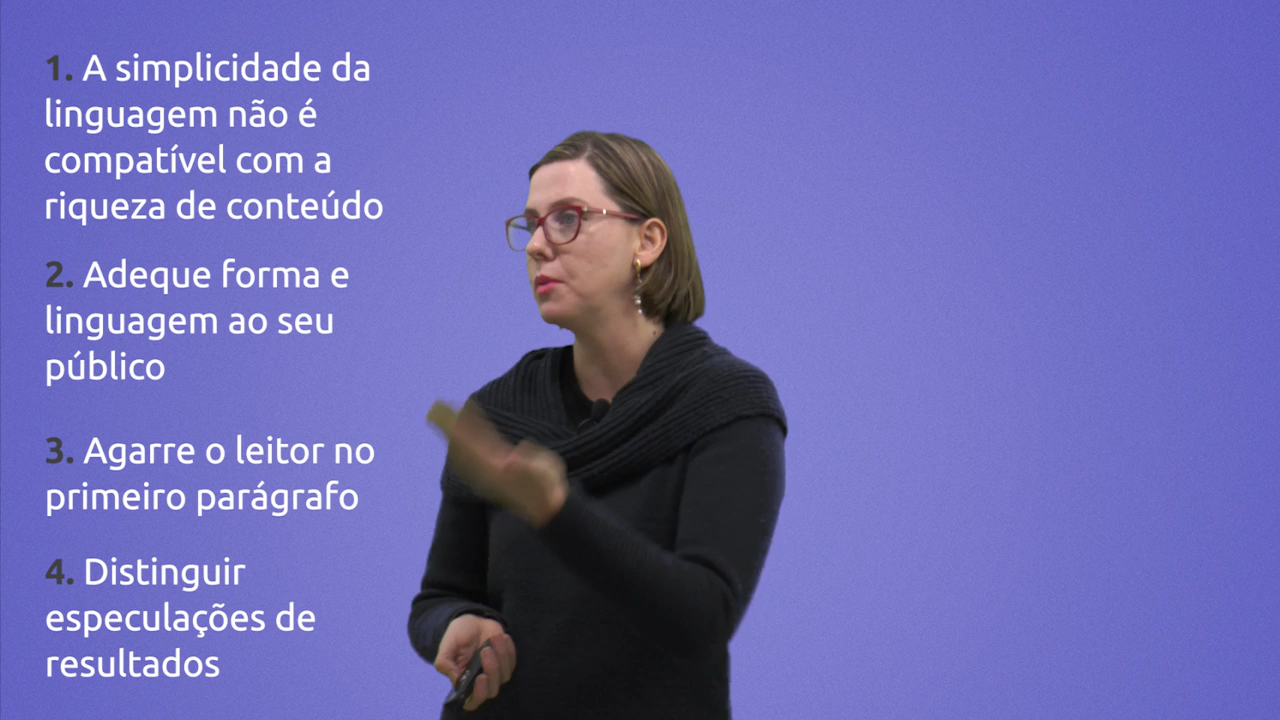 1. A simplicidade da
linguagem não é
compatível com a
riqueza de conteúdo
2. Adeque forma e
linguagem ao seu
público
3. Agarre o leitor no
primeiro parágrafo
4. Distinguir
especulações de
resultados